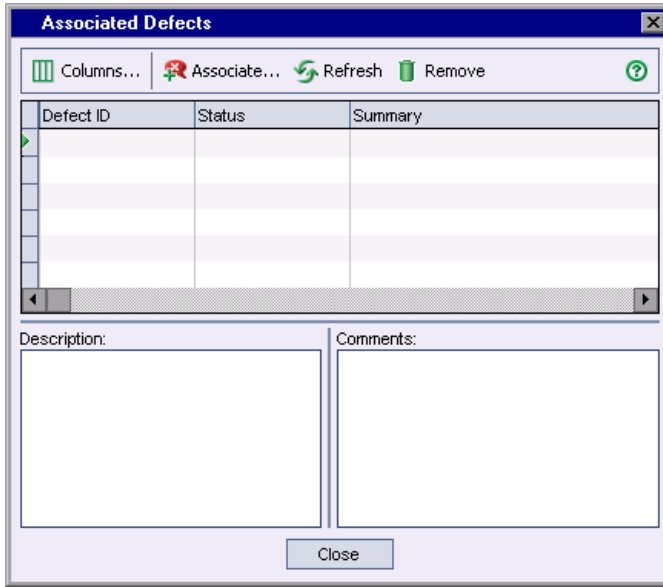 Associated Defects
Columns... Associate... Refresh Remove
Defect ID Status Summary
Description: Comments:
Close